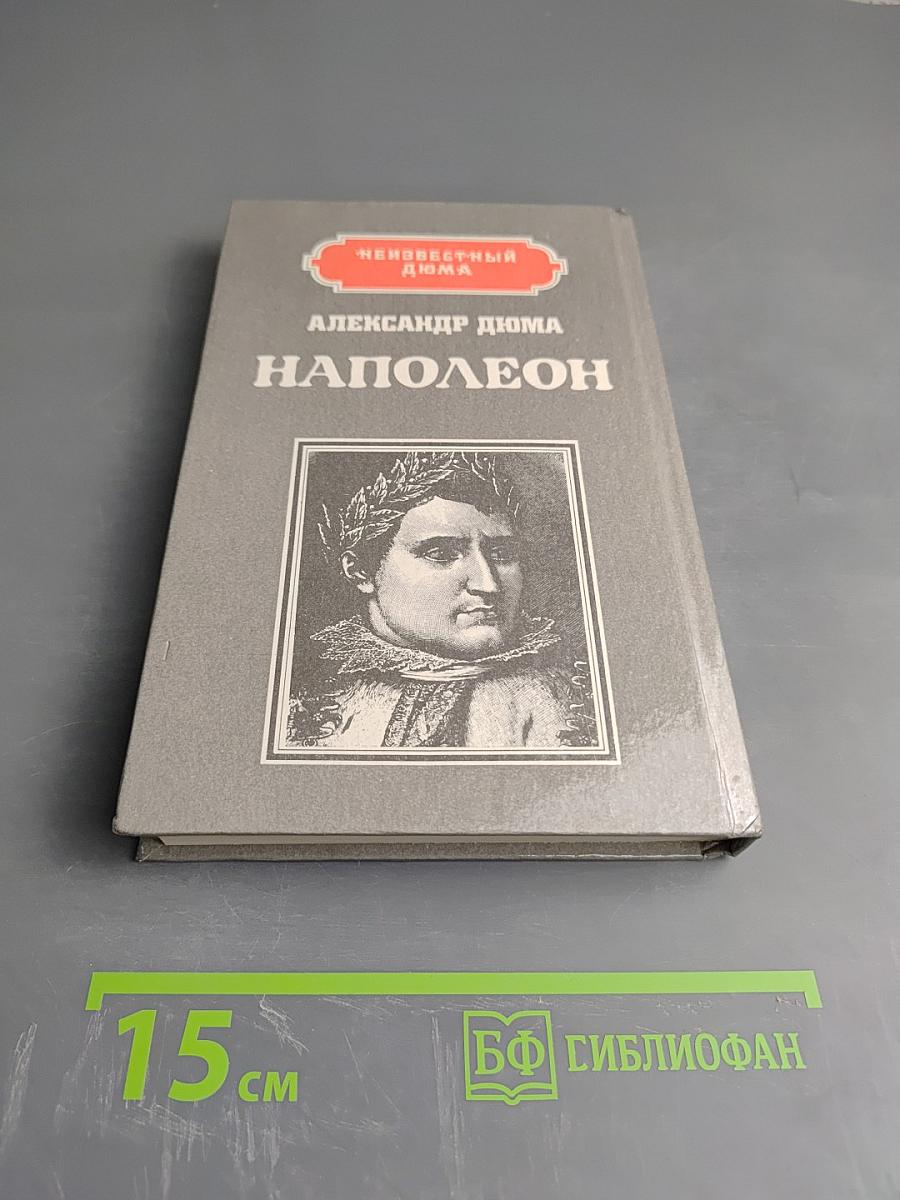 НЕИЗВЕСТНЫЙ
ДЮМА
АЛЕКСАНДР ДЮМА
НАПОЛЕОН
15 см
БФ БИБЛИОФАН